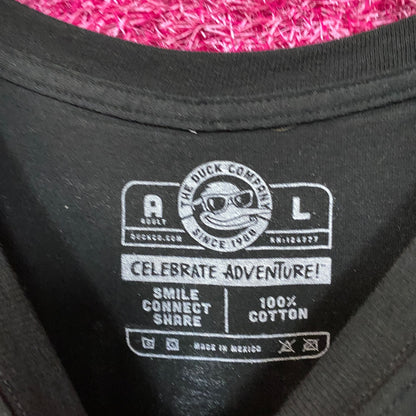 THE DUCK COMPANY
SINCE 1980
A
ADULT
L
DUCKCO.COM
RN:124777
CELEBRATE ADVENTURE!
SMILE
CONNECT
SHARE
100%
COTTON
MADE IN MEXICO